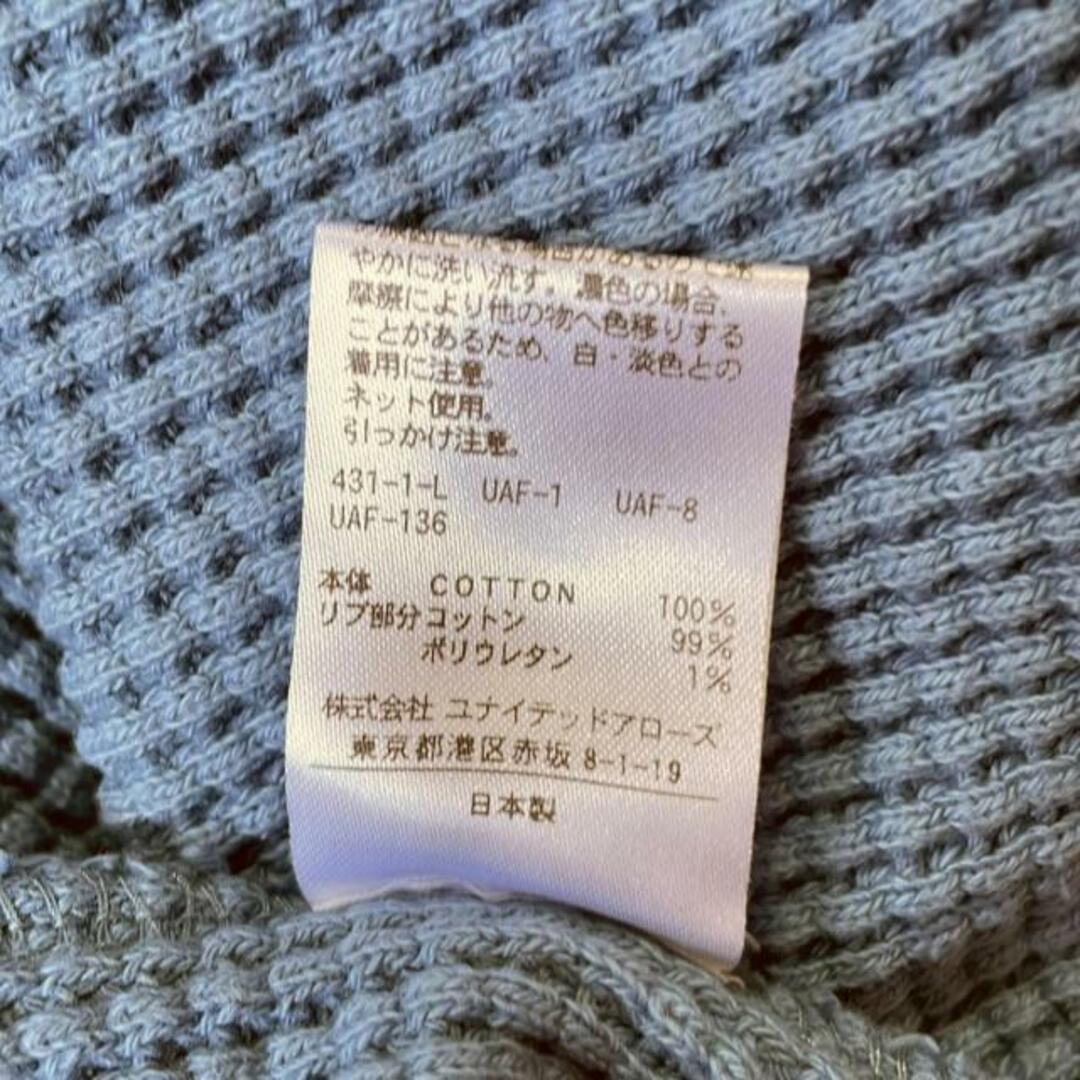 やかに洗い流す。濃色の場合、
摩擦により他の物へ色移りする
ことがあるため、白・淡色との
着用に注意。
ネット使用。
引っかけ注意。
431-1-L UAF-1 UAF-8
UAF-136
本体 COTTON 100%
リブ部分 コットン 99%
ポリウレタン 1%
株式会社 ユナイテッドアローズ
東京都港区赤坂 8-1-19
日本製